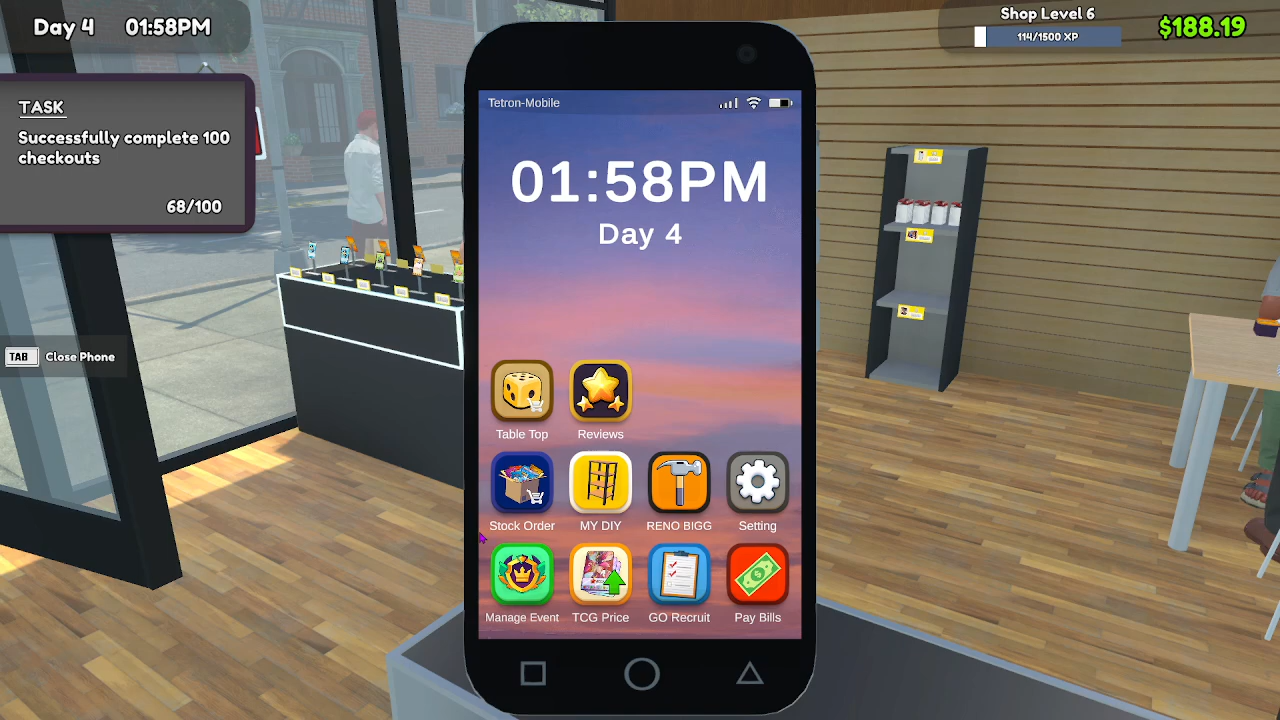 Day 4 01:58PM
Shop Level 6
114/1500 XP
$188.19
TASK
Successfully complete 100
checkouts
68/100
TAB Close Phone
Tetron-Mobile
01:58PM
Day 4
Table Top
Reviews
Stock Order
MY DIY
RENO BIGG
Setting
Manage Event
TCG Price
GO Recruit
Pay Bills